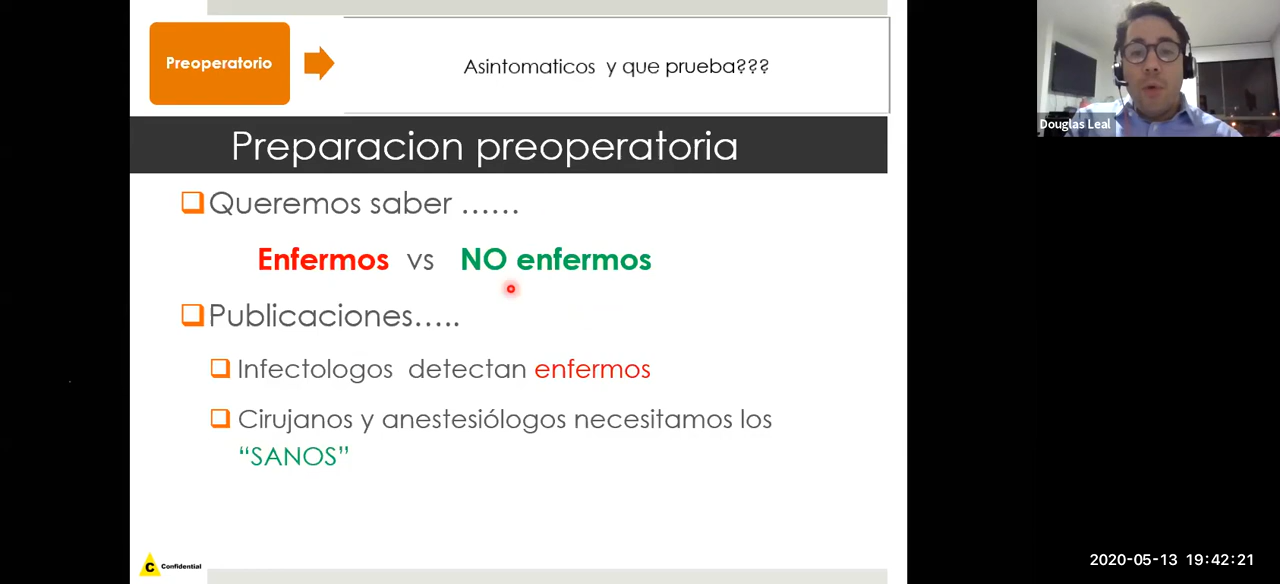 Preoperatorio
Asintomaticos y que prueba???
Douglas Leal
Preparacion preoperatoria
Queremos saber ......
Enfermos vs NO enfermos
Publicaciones.....
Infectologos detectan enfermos
Cirujanos y anestesiólogos necesitamos los
“SANOS”
C Confidential
2020-05-13 19:42:21